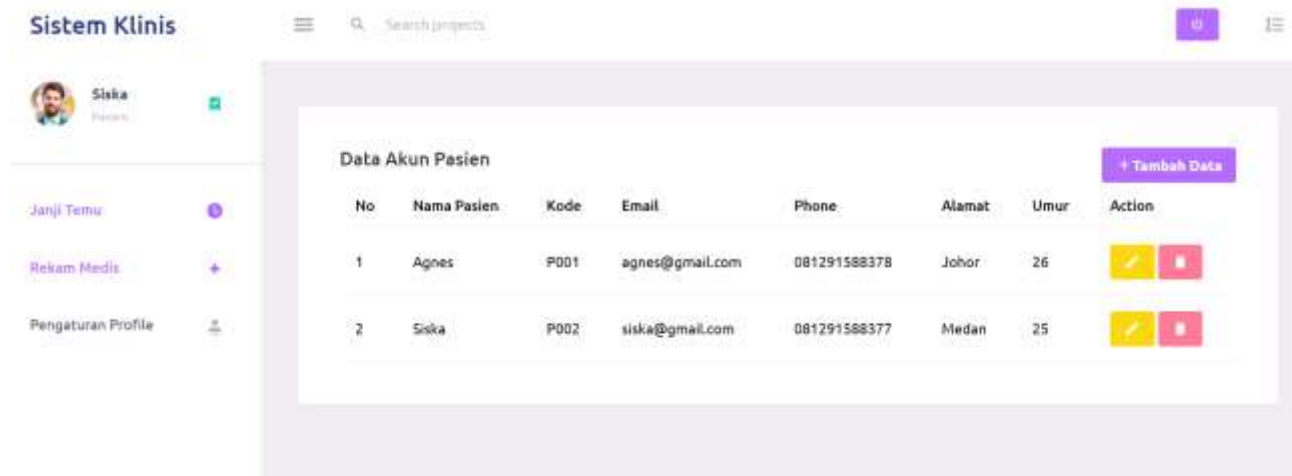 Sistem Klinis
Search projects
Siska
Pasien
Janji Temu
Rekam Medis
Pengaturan Profile
Data Akun Pasien
+ Tambah Data
No Nama Pasien Kode Email Phone Alamat Umur Action
1 Agnes P001 agnes@gmail.com 081291588378 Johor 26
2 Siska P002 siska@gmail.com 081291588377 Medan 25